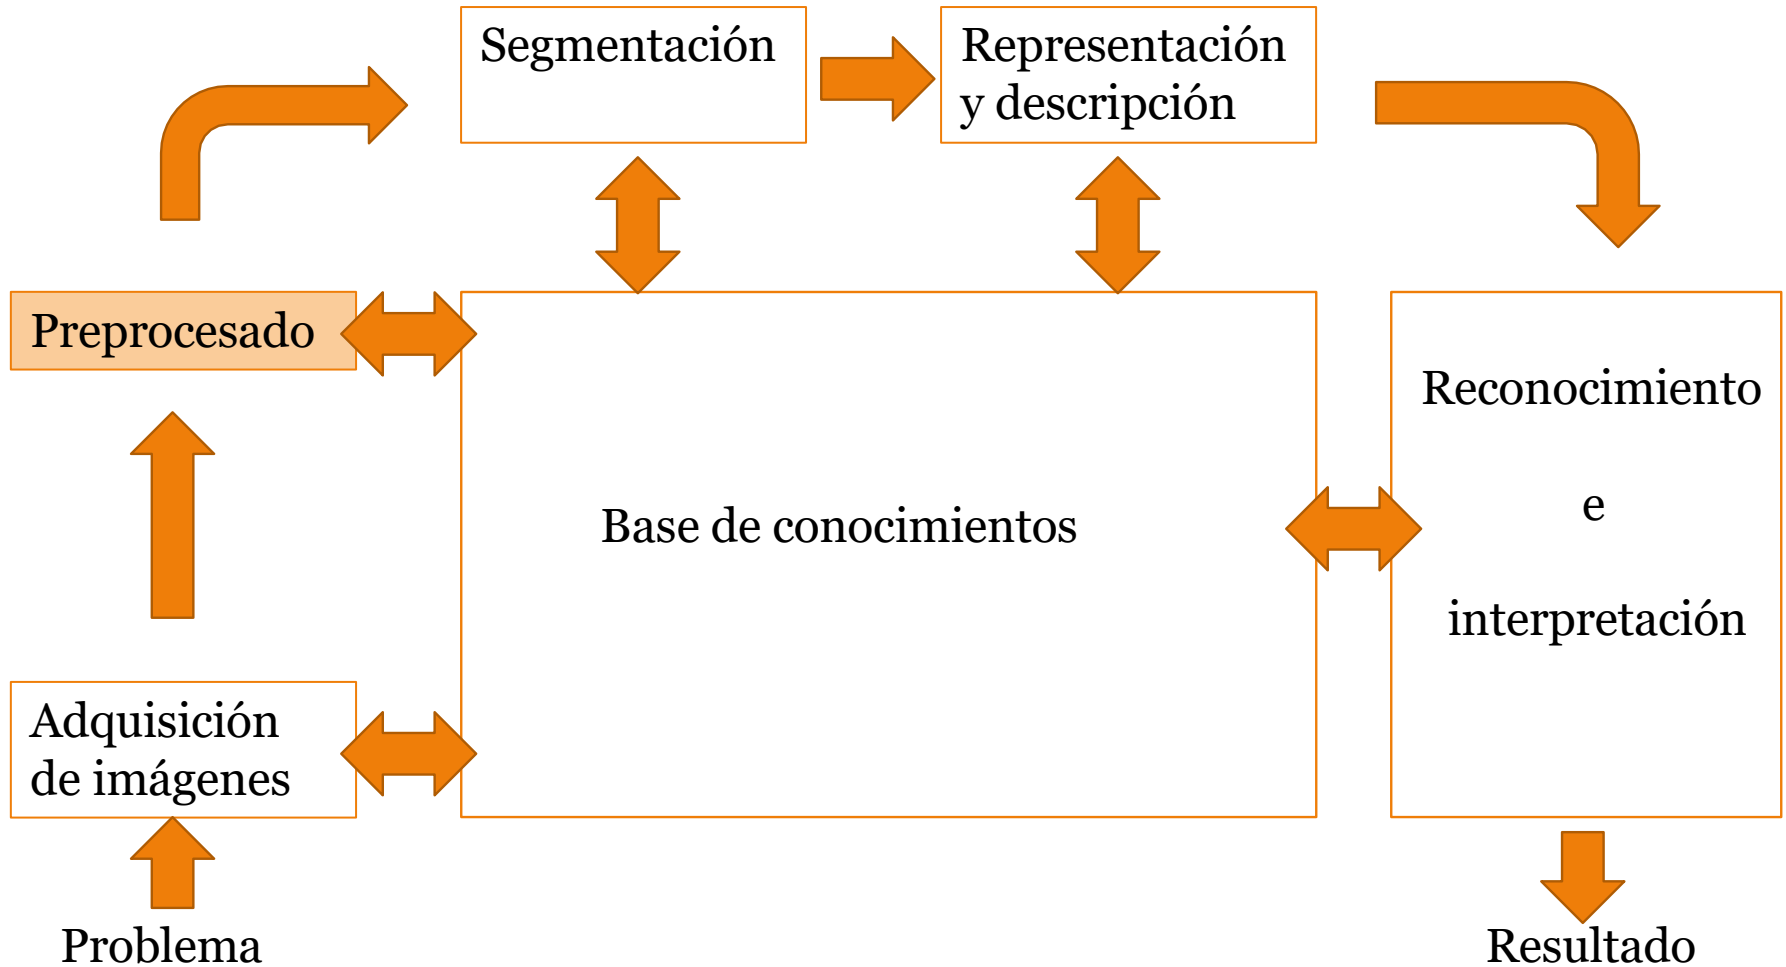 Segmentación
Representación
y descripción
Preprocesado
Reconocimiento
e
interpretación
Base de conocimientos
Adquisición
de imágenes
Problema
Resultado